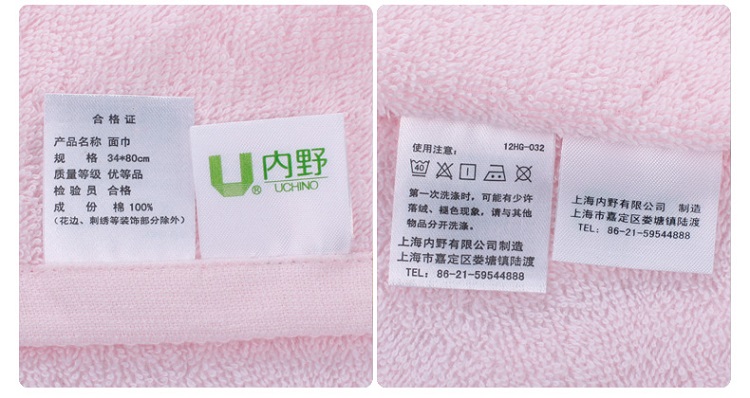 合格证
产品名称 面巾
规 格 34*80cm
质量等级 优等品
检验员 合格
成 份 棉100%
(花边、刺绣等装饰部分除外)
U® 内野
UCHINO
使用注意: 12HG-032
40
第一次洗涤时,可能有少许
落绒、褪色现象,请与其他
物品分开洗涤。
上海内野有限公司制造
上海市嘉定区娄塘镇陆渡
TEL: 86-21-59544888
上海内野有限公司 制造
上海市嘉定区娄塘镇陆渡
TEL: 86-21-59544888